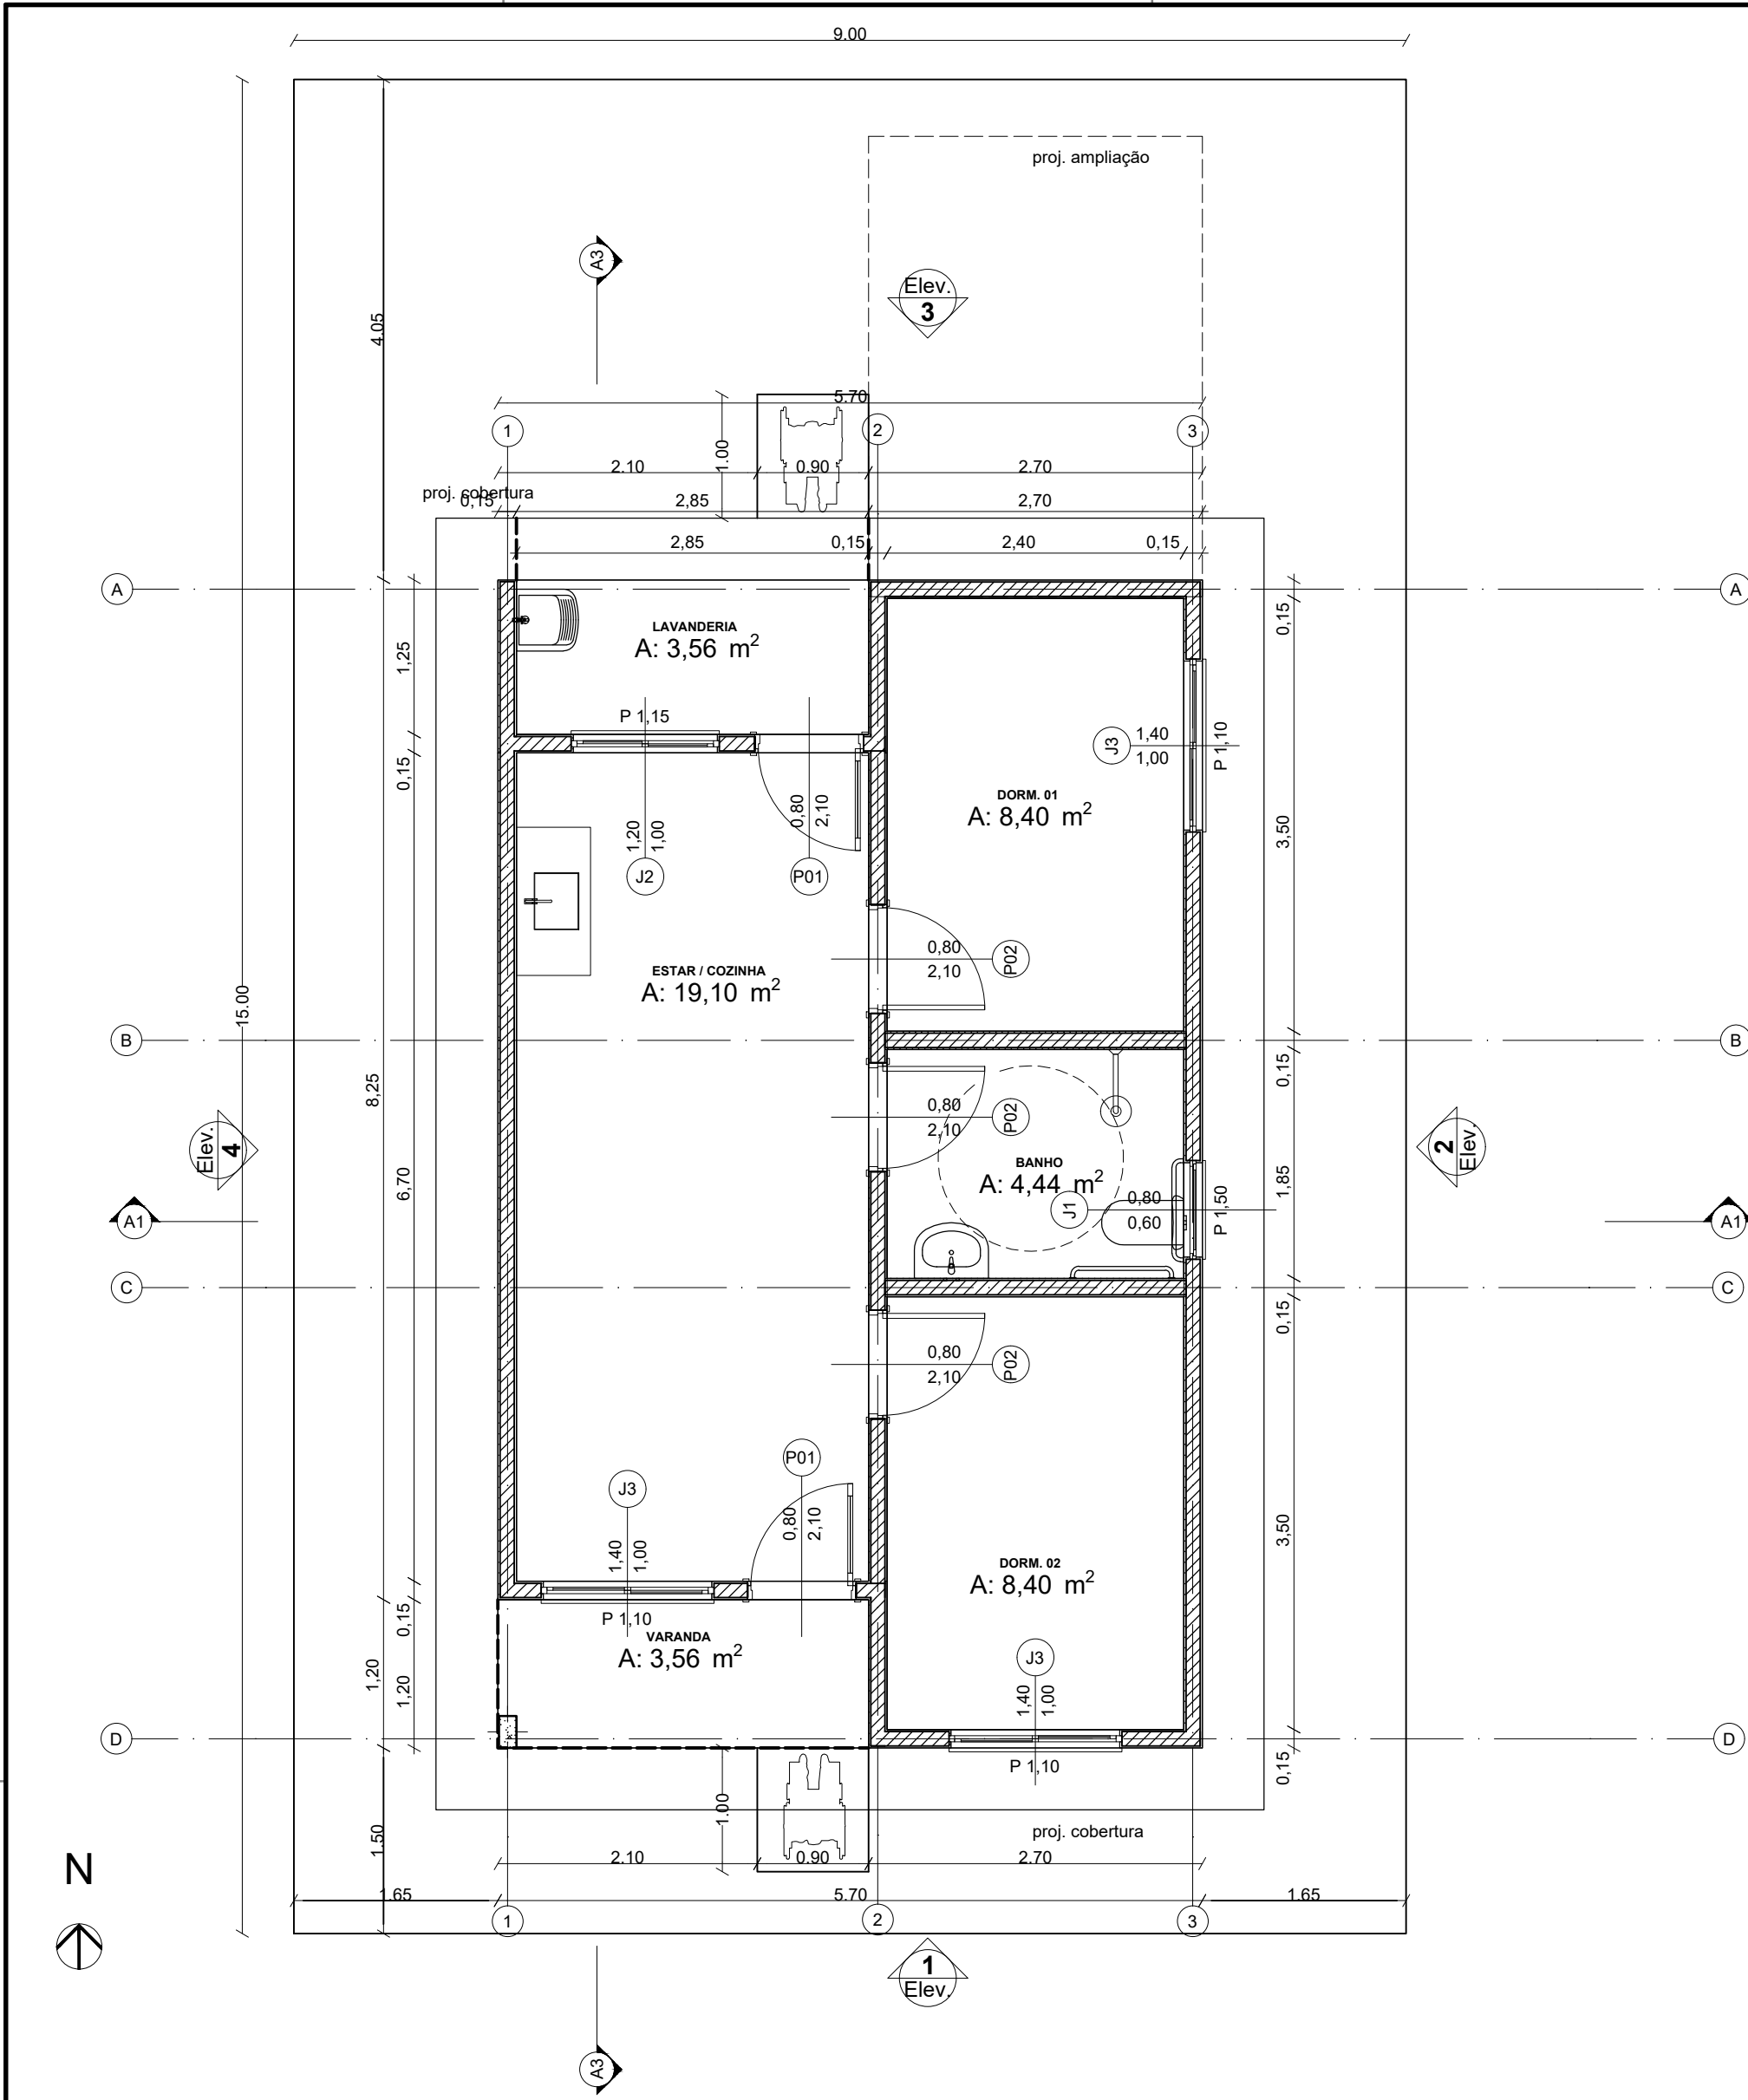 9.00
proj. ampliação
A3
Elev.
3
4.05
5.70
1
2
3
1.00
2.10
0.90
2.70
proj. cobertura
0,15
2,85
2,70
2,85
0,15
2,40
0,15
A
A
LAVANDERIA
A: 3,56 m²
1,25
0,15
P 1,15
J3
1,40
1,00
P 1,10
0,15
DORM. 01
A: 8,40 m²
0,80
2,10
1,20
1,00
3,50
J2
P01
0,80
2,10
P02
ESTAR / COZINHA
A: 19,10 m²
15.00
B
B
8,25
0,15
0,80
2,10
P02
Elev.
4
2
Elev.
BANHO
A: 4,44 m²
6,70
1,85
J1
0,80
0,60
P 1,50
A1
A1
C
C
0,15
0,80
2,10
P02
P01
J3
0,80
2,10
1,40
1,00
3,50
DORM. 02
A: 8,40 m²
0,15
P 1,10
VARANDA
A: 3,56 m²
J3
1,20
1,20
1,40
1,00
D
D
P 1,10
0,15
1.00
1.50
proj. cobertura
N
2.10
0.90
2.70
1.65
5.70
1.65
1
2
3
1
Elev.
A3